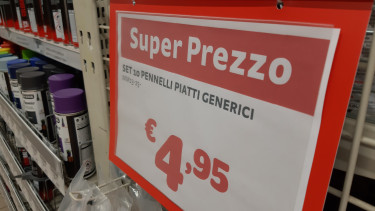 Super Prezzo
SET 10 PENNELLI PIATTI GENERICI
€ 4,95